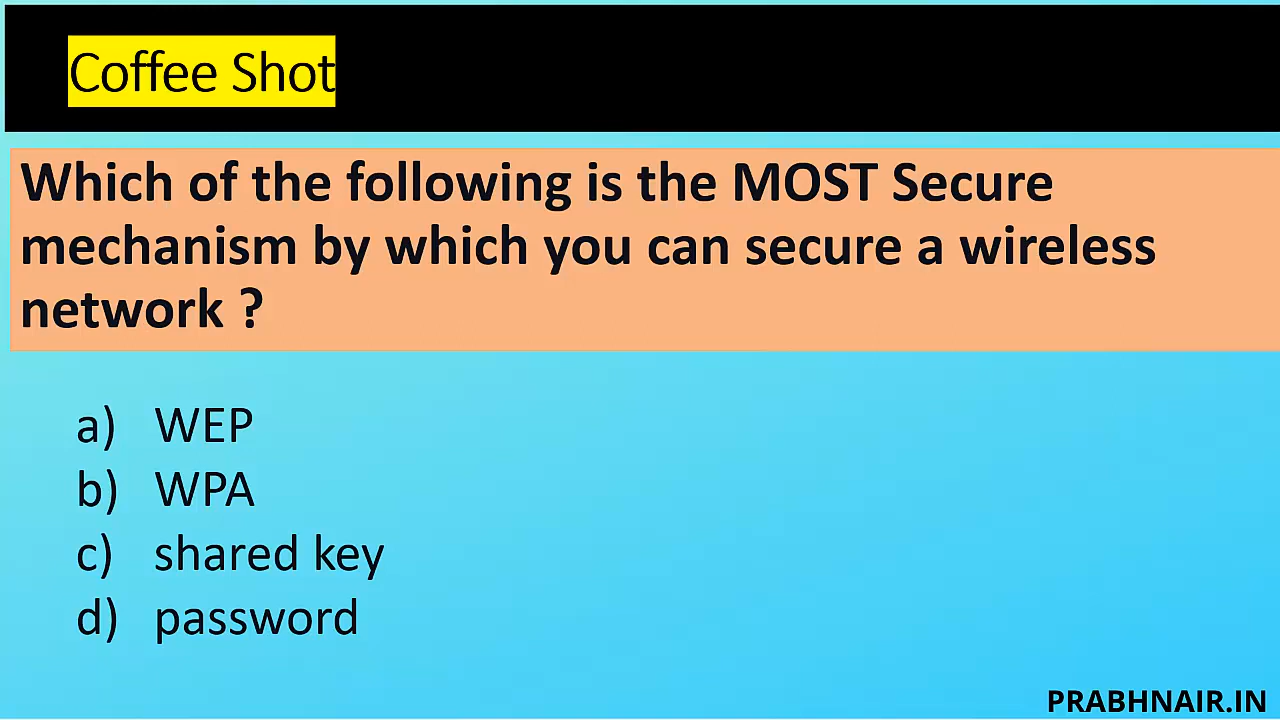 Coffee Shot
Which of the following is the MOST Secure
mechanism by which you can secure a wireless
network ?
a) WEP
b) WPA
c) shared key
d) password
PRABHNAIR.IN